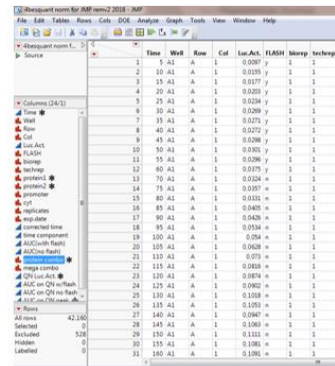 4besquant norm for JMP remv2 2018 - JMP
File Edit Tables Rows Cols DOE Analyze Graph Tools View Window Help
4besquant norm f...
Source
Time Well Row Col Luc.Act. FLASH biorep techrep
1 5 A1 A 1 0.0097 y 1 1
2 10 A1 A 1 0.0155 y 1 1
3 15 A1 A 1 0.0177 y 1 1
4 20 A1 A 1 0.0203 y 1 1
5 25 A1 A 1 0.0234 y 1 1
6 30 A1 A 1 0.0269 y 1 1
7 35 A1 A 1 0.0271 y 1 1
8 40 A1 A 1 0.0272 y 1 1
9 45 A1 A 1 0.0298 y 1 1
10 50 A1 A 1 0.0301 y 1 1
11 55 A1 A 1 0.0296 y 1 1
12 60 A1 A 1 0.0375 y 1 1
13 70 A1 A 1 0.0324 n 1 1
14 75 A1 A 1 0.0357 n 1 1
15 80 A1 A 1 0.0331 n 1 1
16 85 A1 A 1 0.0405 n 1 1
17 90 A1 A 1 0.0426 n 1 1
18 95 A1 A 1 0.0534 n 1 1
19 100 A1 A 1 0.054 n 1 1
20 105 A1 A 1 0.0628 n 1 1
21 110 A1 A 1 0.073 n 1 1
22 115 A1 A 1 0.0816 n 1 1
23 120 A1 A 1 0.0874 n 1 1
24 125 A1 A 1 0.0902 n 1 1
25 130 A1 A 1 0.1018 n 1 1
26 135 A1 A 1 0.1053 n 1 1
27 140 A1 A 1 0.0947 n 1 1
28 145 A1 A 1 0.1063 n 1 1
29 150 A1 A 1 0.1111 n 1 1
30 155 A1 A 1 0.1081 n 1 1
31 160 A1 A 1 0.1091 n 1 1
Columns (24/1)
Time
Well
Row
Col
Luc.Act.
FLASH
biorep
techrep
protein1
protein2
promoter
cyt
replicates
exp.date
corrected time
time component
AUC(with flash)
AUC(no flash)
protein combo
mega combo
QN Luc.Act.
AUC on QN w/flash
AUC on QN no flash
Rows
All rows 42,160
Selected 0
Excluded 528
Hidden 0
Labelled 0